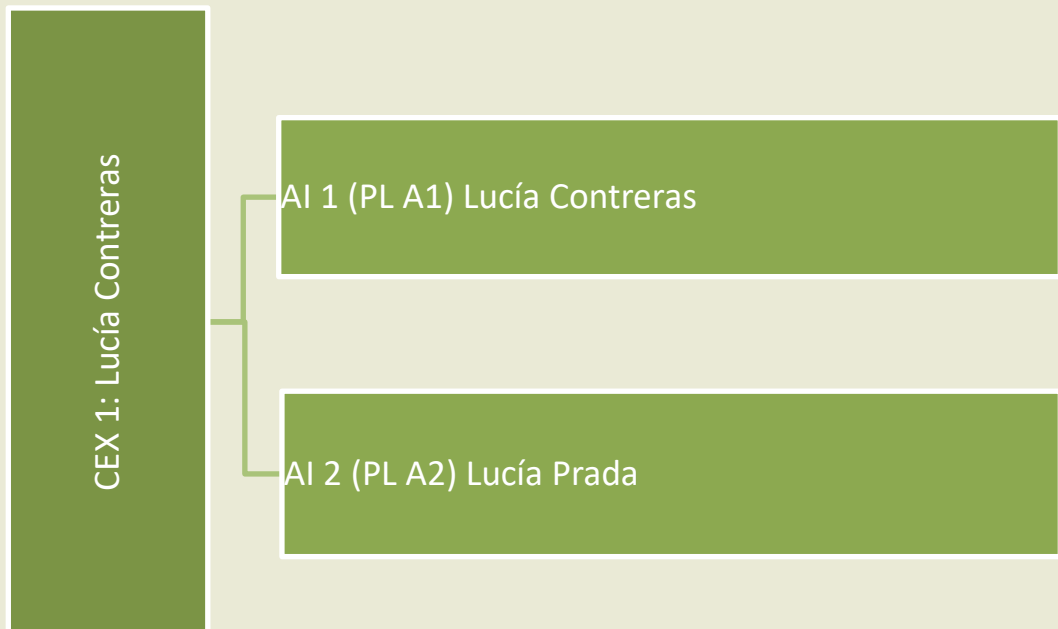 CEX 1: Lucía Contreras
AI 1 (PL A1) Lucía Contreras
AI 2 (PL A2) Lucía Prada